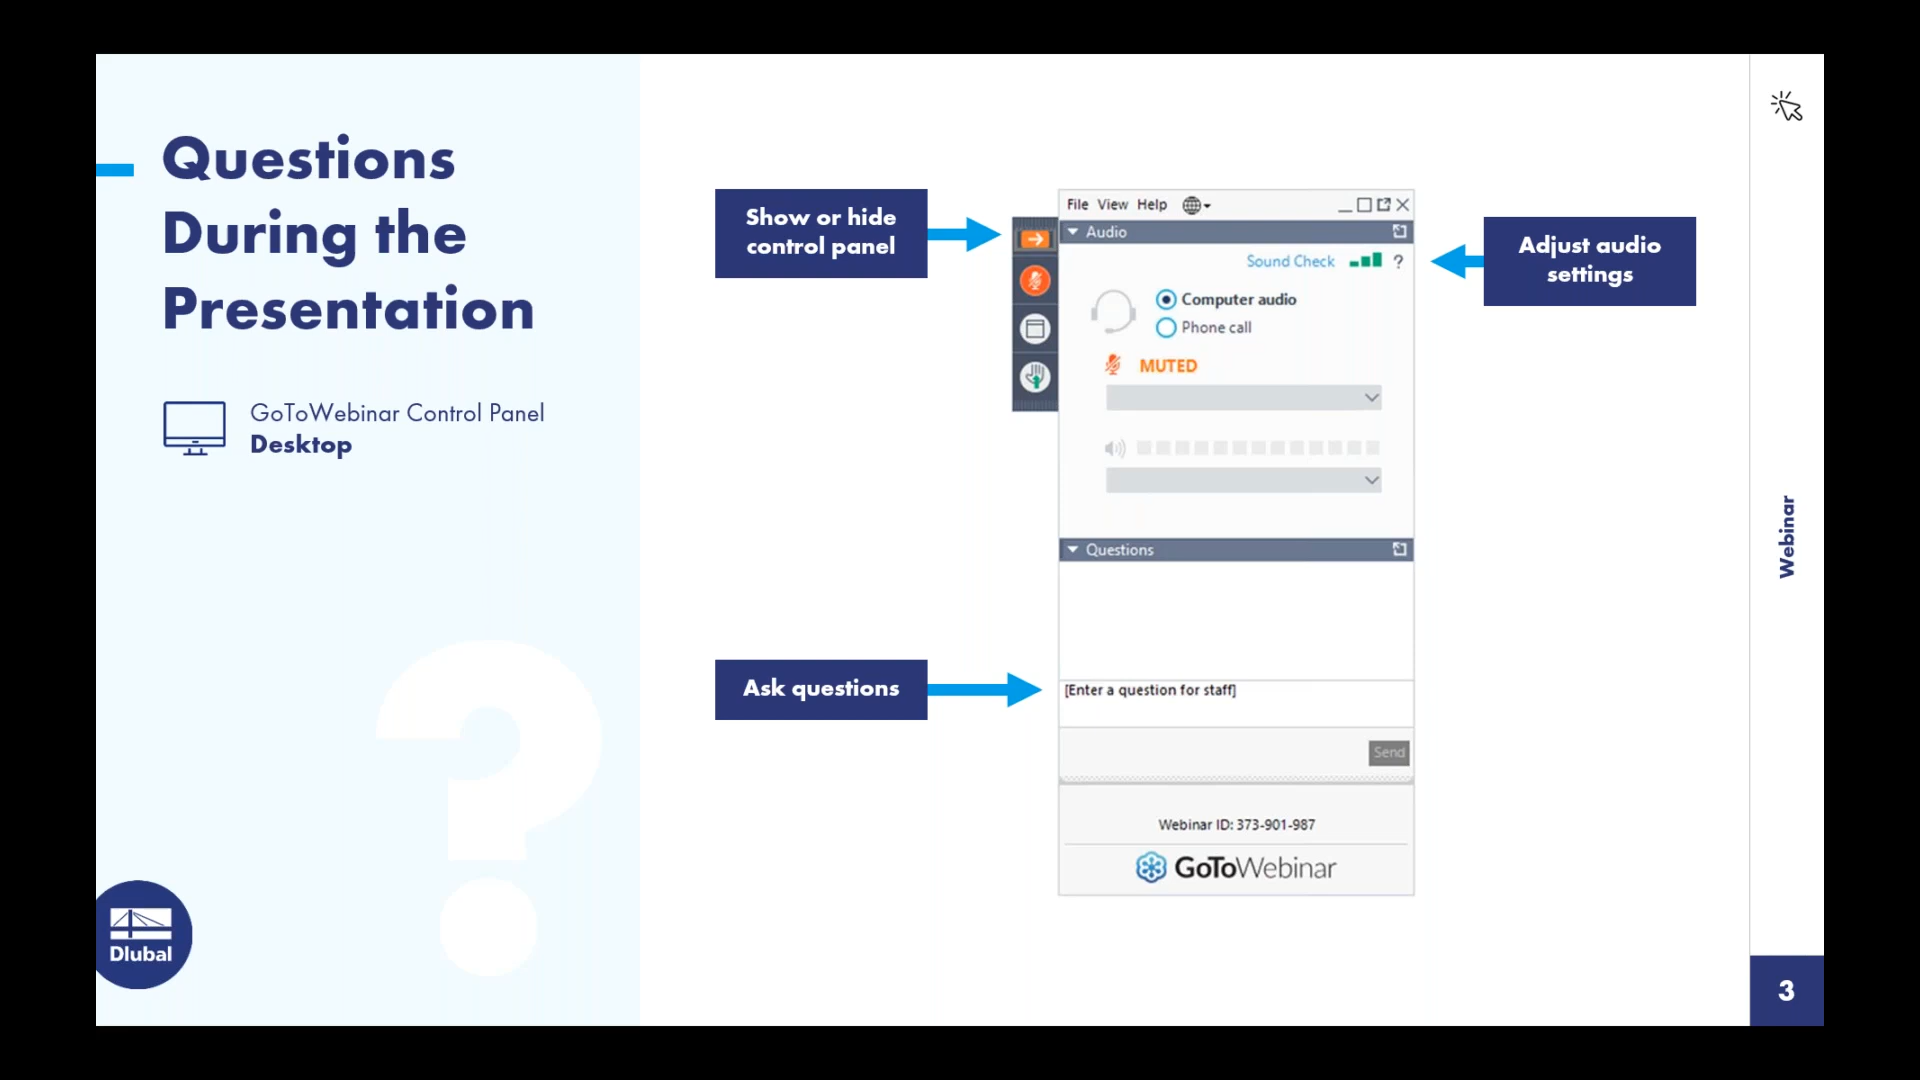 Questions
During the
Presentation
GoToWebinar Control Panel
Desktop
Dlubal
Show or hide
control panel
Ask questions
File View Help
Audio
Sound Check ?
Computer audio
Phone call
MUTED
Questions
[Enter a question for staff]
Send
Webinar ID: 373-901-987
GoToWebinar
Adjust audio
settings
Webinar
3